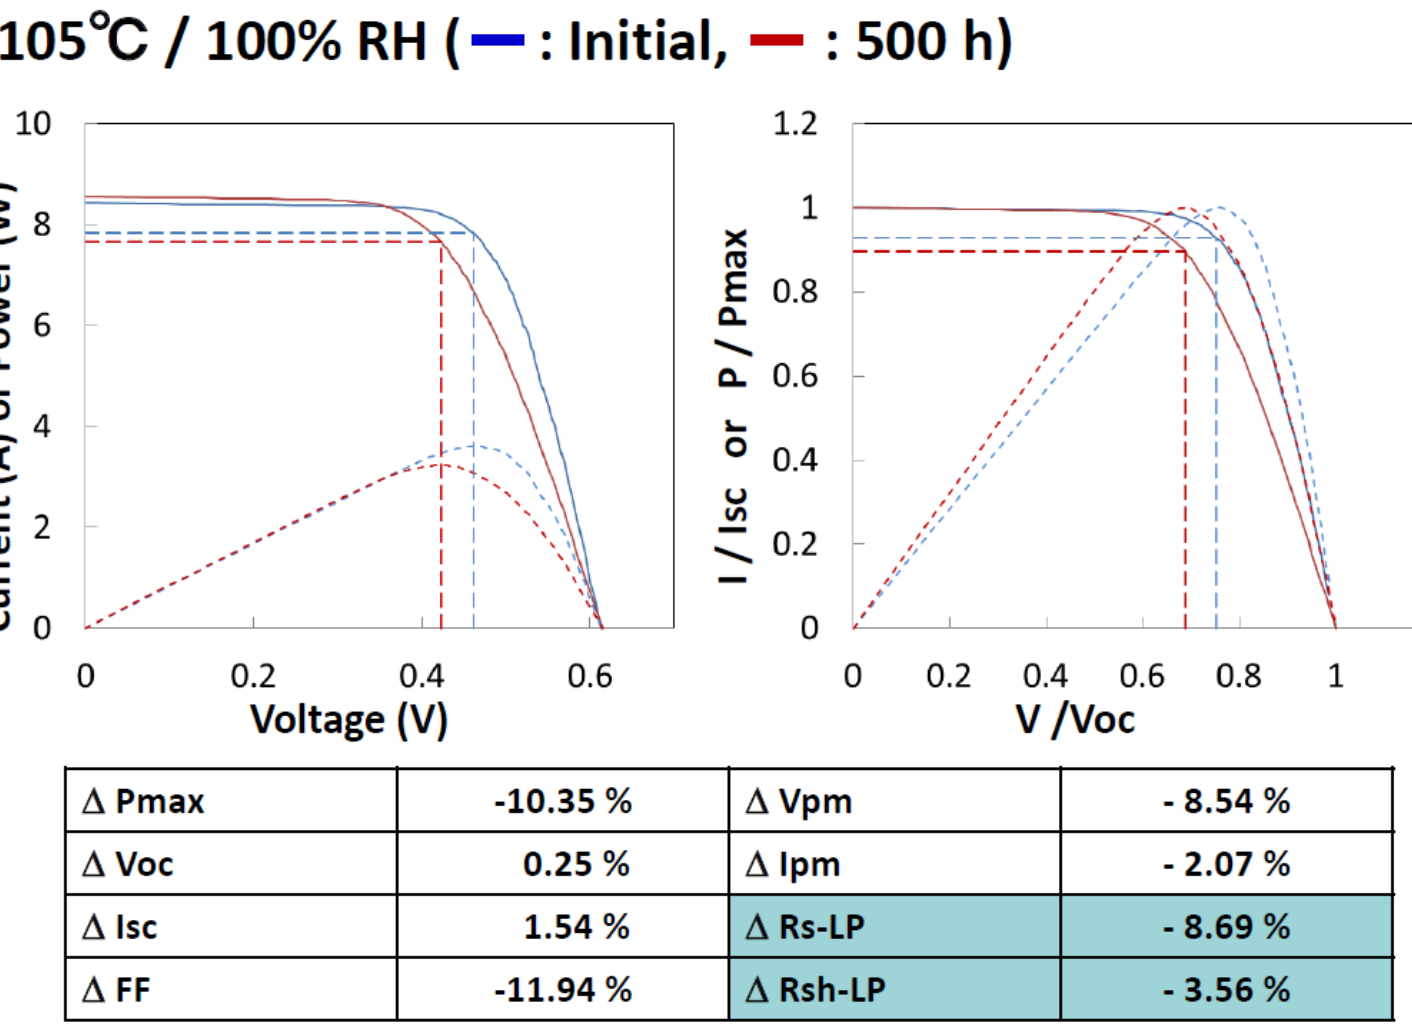 105℃ / 100% RH ( : Initial, : 500 h)
10
8
6
4
2
0
0 0.2 0.4 0.6
Voltage (V)
Current (A) or Power (W)
1.2
1
0.8
0.6
0.4
0.2
0
0 0.2 0.4 0.6 0.8 1
V /Voc
I / Isc or P / Pmax
Δ Pmax -10.35 % Δ Vpm - 8.54 %
Δ Voc 0.25 % Δ Ipm - 2.07 %
Δ Isc 1.54 % Δ Rs-LP - 8.69 %
Δ FF -11.94 % Δ Rsh-LP - 3.56 %